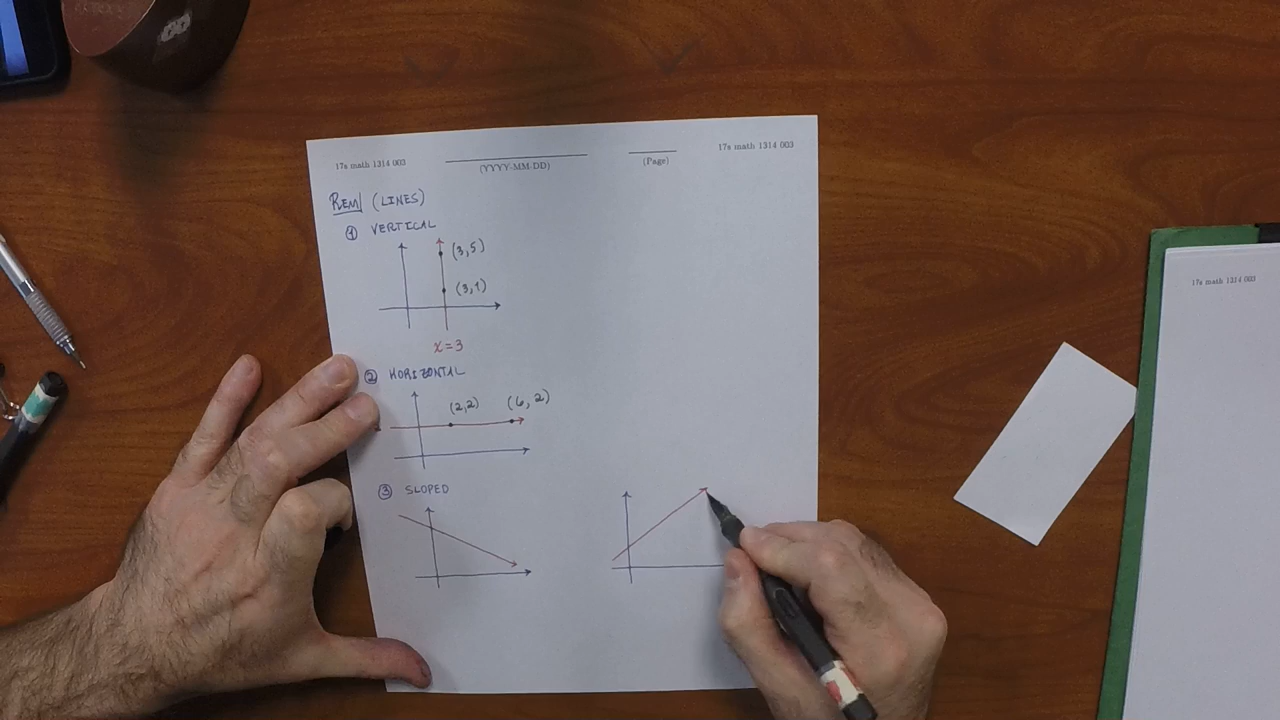 17s math 1314 003 (YYYY-MM-DD) (Page) 17s math 1314 003
REM (LINES)
① VERTICAL
(3,5)
(3,1)
x=3
② HORIZONTAL
(2,2) (6,2)
③ SLOPED
17s math 1314 003